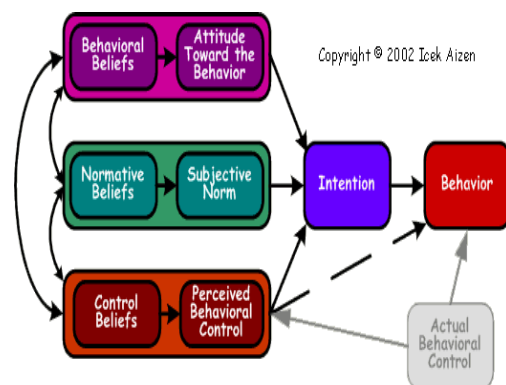 Behavioral
Beliefs
Attitude
Toward the
Behavior
Copyright © 2002 Icek Aizen
Normative
Beliefs
Subjective
Norm
Intention
Behavior
Control
Beliefs
Perceived
Behavioral
Control
Actual
Behavioral
Control